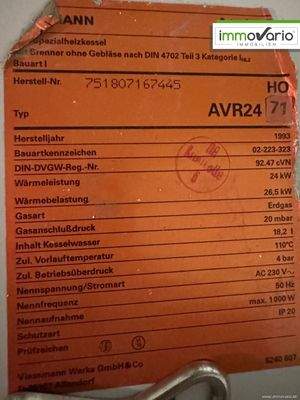 MANN
immovario
IMMOBILIEN
Spezialheizkessel
mit Brenner ohne Gebläse nach DIN 4702 Teil 3 Kategorie
Bauart I
Herstell-Nr. 751807167445
HO
Typ AVR24 71
Herstelljahr 1993
Bauartkennzeichen 02-223-323
DIN-DVGW-Reg.-Nr. 92.47 cVN
Wärmeleistung 24 kW
Wärmebelastung 26,5 kW
Gasart Erdgas
Gasanschlußdruck 20 mbar
Inhalt Kesselwasser 18,2 l
Zul. Vorlauftemperatur 110°C
Zul. Betriebsüberdruck 4 bar
Nennspannung/Stromart AC 230 V~
Nennfrequenz 50 Hz
Nennaufnahme max. 1000 W
Schutzart IP 20
Prüfzeichen
Viessmann Werke GmbH & Co
Allendorf
5240 607